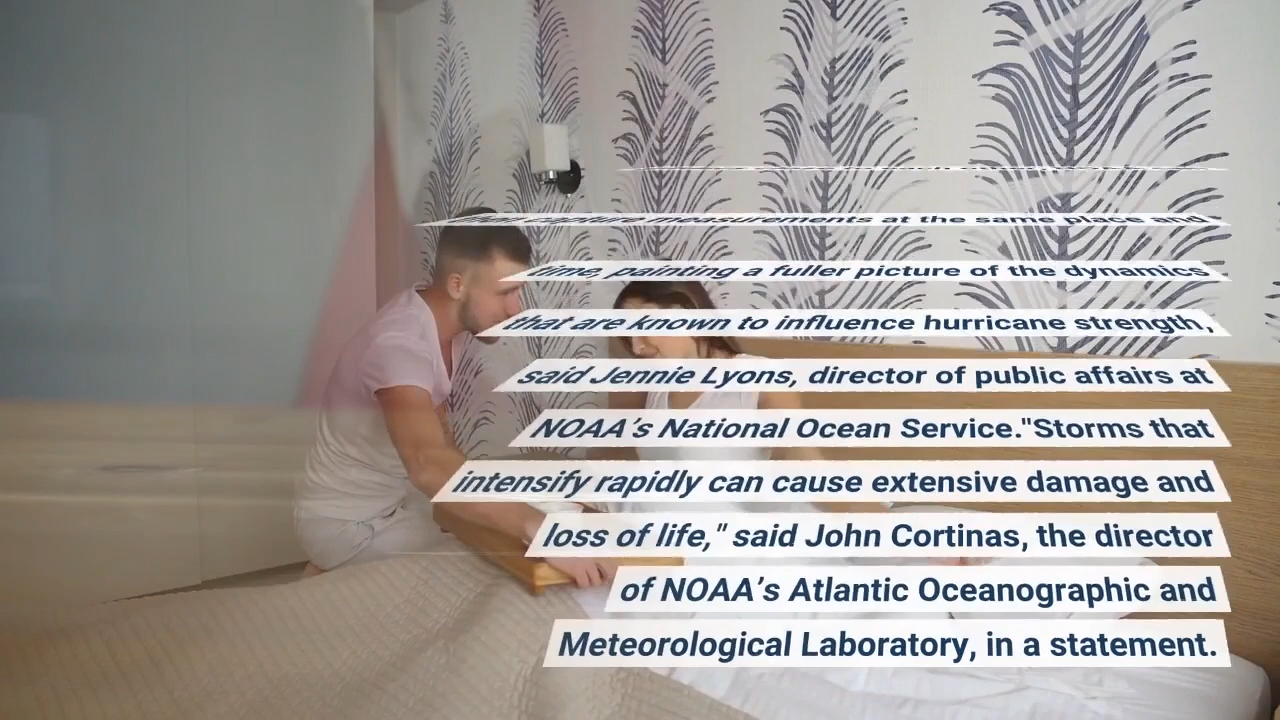 capture measurements at the same place and
time, painting a fuller picture of the dynamics
that are known to influence hurricane strength,
said Jennie Lyons, director of public affairs at
NOAA’s National Ocean Service."Storms that
intensify rapidly can cause extensive damage and
loss of life," said John Cortinas, the director
of NOAA’s Atlantic Oceanographic and
Meteorological Laboratory, in a statement.